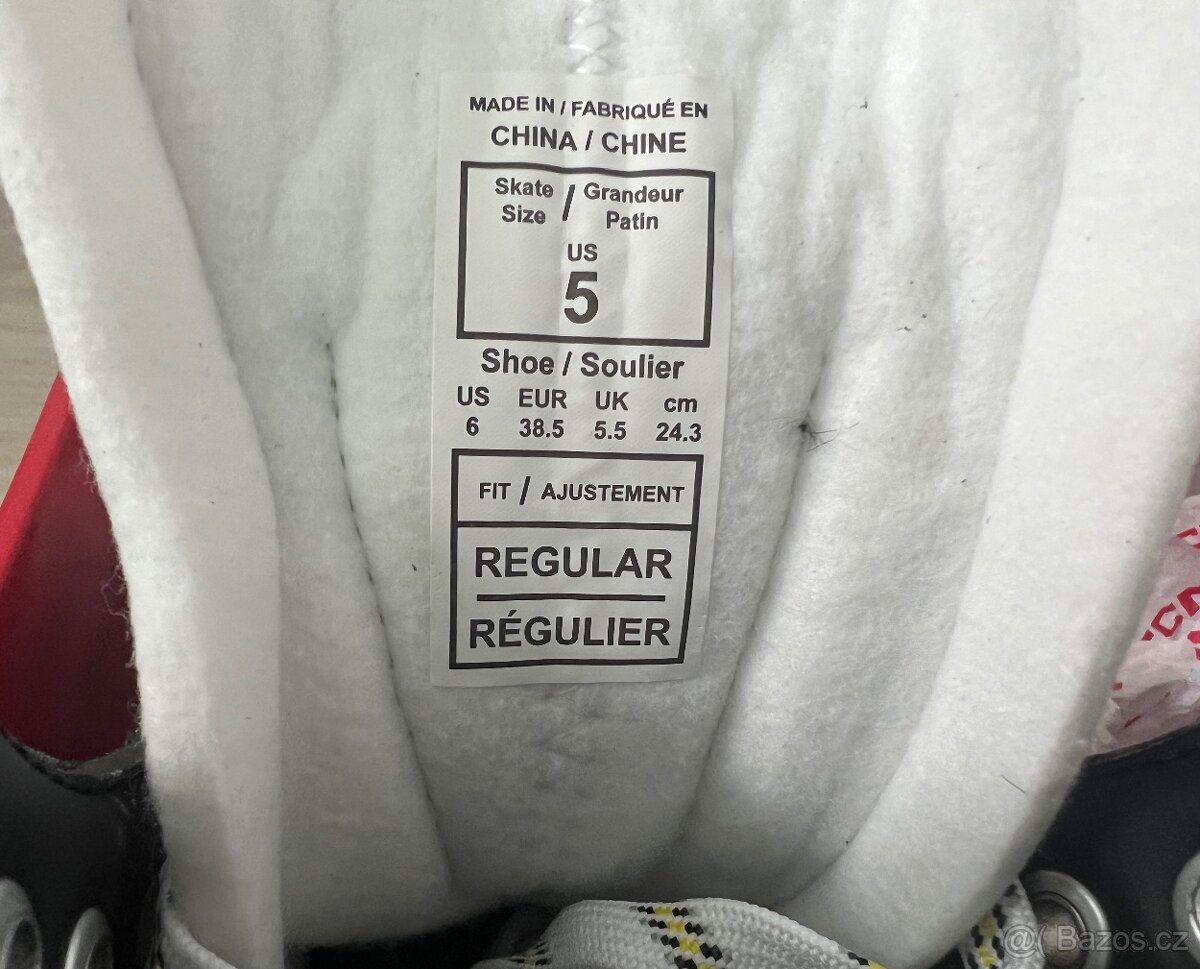 MADE IN / FABRIQUÉ EN
CHINA / CHINE
Skate Size / Grandeur Patin
US
5
Shoe / Soulier
US EUR UK cm
6 38.5 5.5 24.3
FIT / AJUSTEMENT
REGULAR
RÉGULIER
Bazos.cz